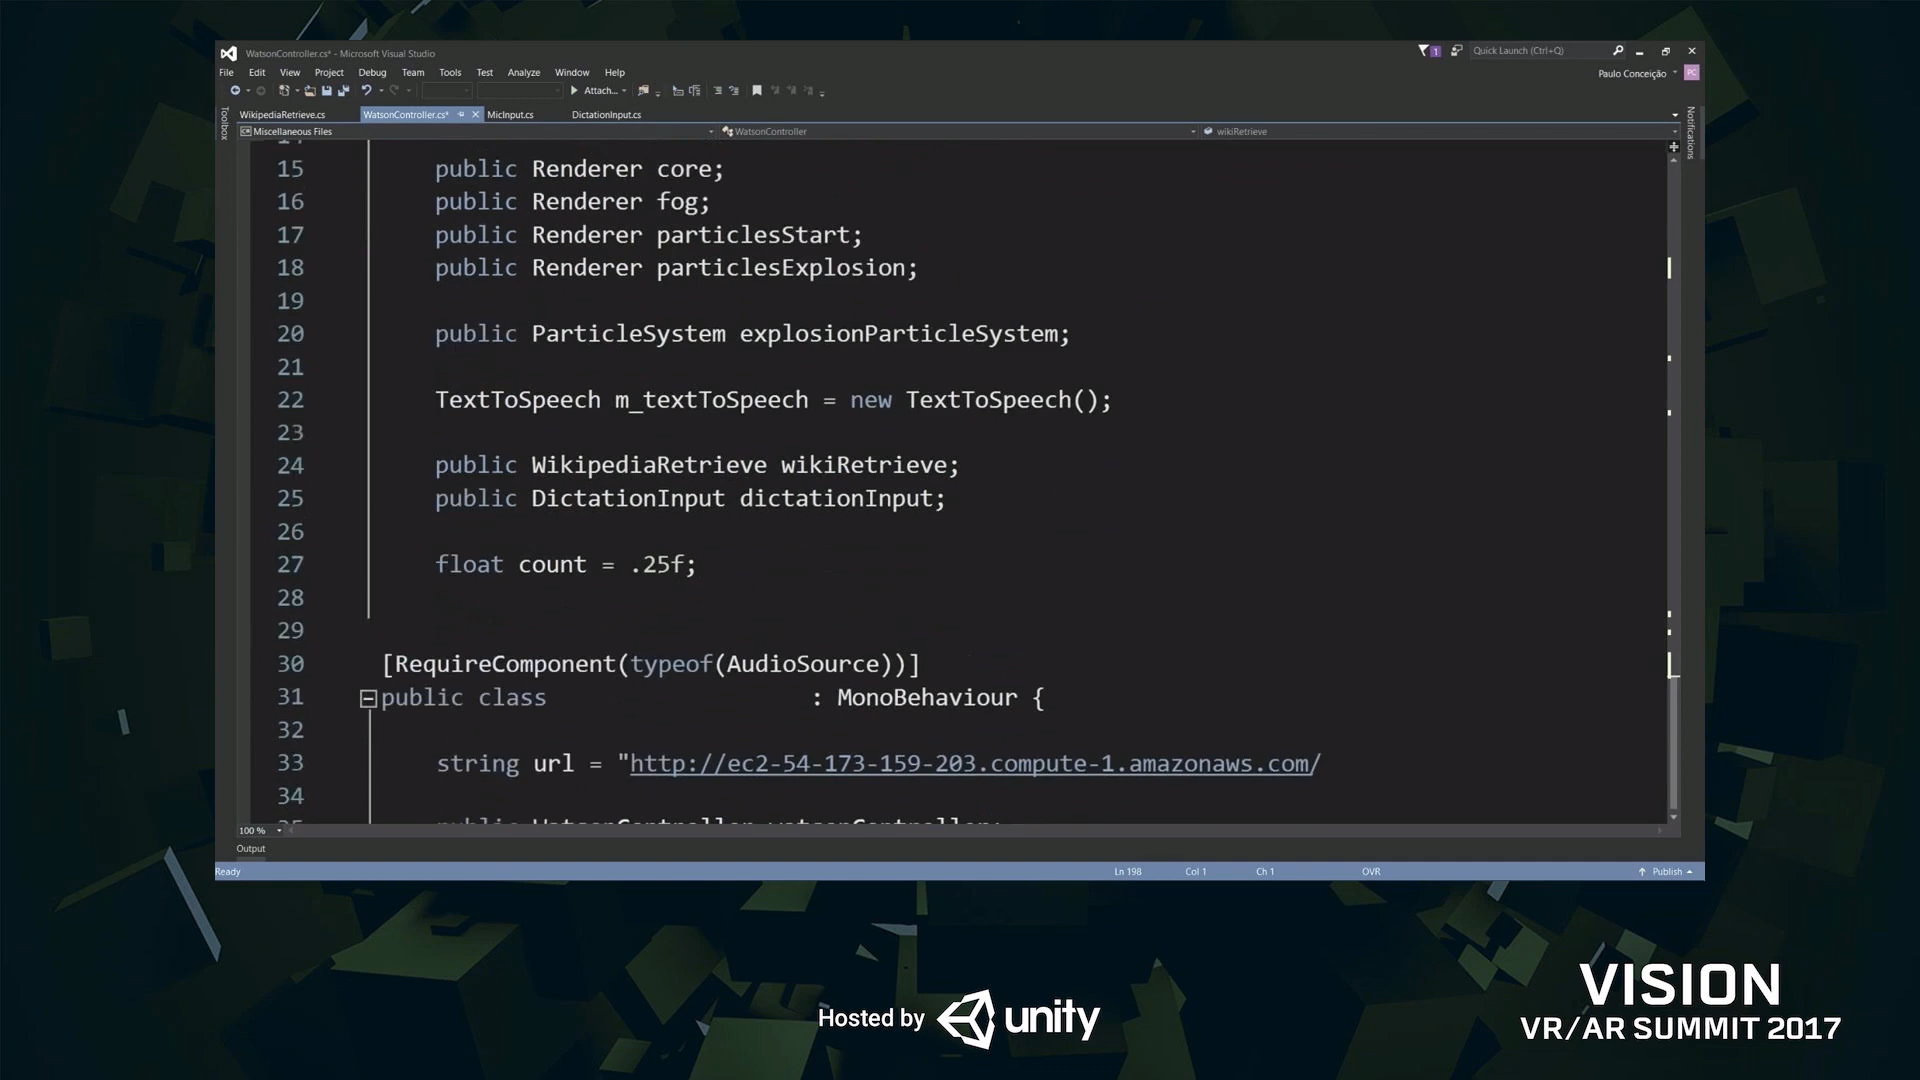 WatsonController.cs* - Microsoft Visual Studio
1
Quick Launch (Ctrl+Q)
File Edit View Project Debug Team Tools Test Analyze Window Help
Paulo Conceição PC
Attach...
Toolbox
Notifications
WikipediaRetrieve.cs WatsonController.cs* MicInput.cs DictationInput.cs
Miscellaneous Files WatsonController wikiRetrieve
15 public Renderer core;
16 public Renderer fog;
17 public Renderer particlesStart;
18 public Renderer particlesExplosion;
19
20 public ParticleSystem explosionParticleSystem;
21
22 TextToSpeech m_textToSpeech = new TextToSpeech();
23
24 public WikipediaRetrieve wikiRetrieve;
25 public DictationInput dictationInput;
26
27 float count = .25f;
28
29
30 [RequireComponent(typeof(AudioSource))]
31 public class : MonoBehaviour {
32
33 string url = "http://ec2-54-173-159-203.compute-1.amazonaws.com/
34
100 %
Output
Ready Ln 198 Col 1 Ch 1 OVR Publish
Hosted by unity
VISION
VR/AR SUMMIT 2017